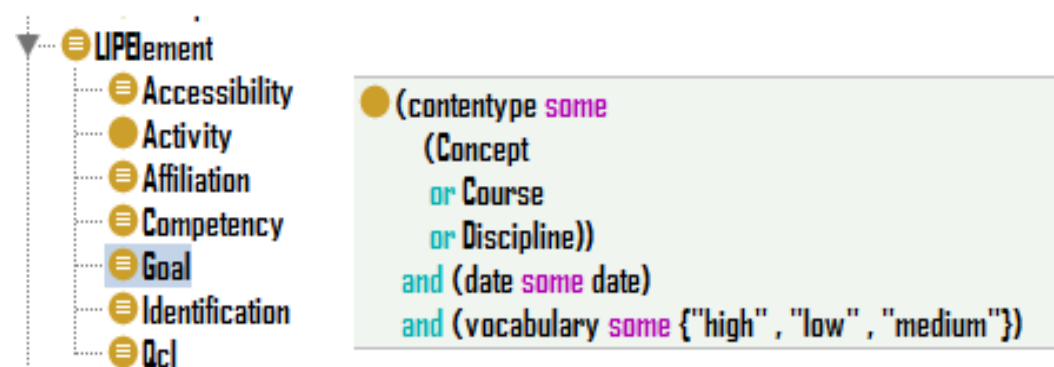 LIPElement
Accessibility
Activity
Affiliation
Competency
Goal
Identification
Qcl
(contentype some
(Concept
or Course
or Discipline))
and (date some date)
and (vocabulary some {"high" , "low" , "medium"})